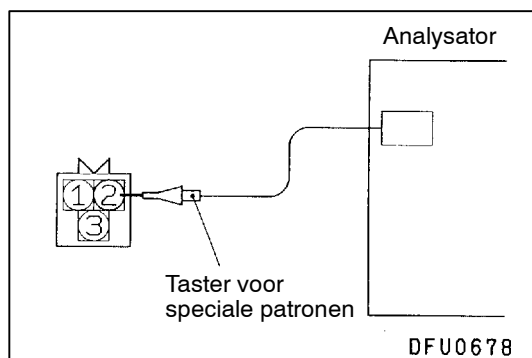 Analysator
1 2
3
Taster voor
speciale patronen
DFU0678